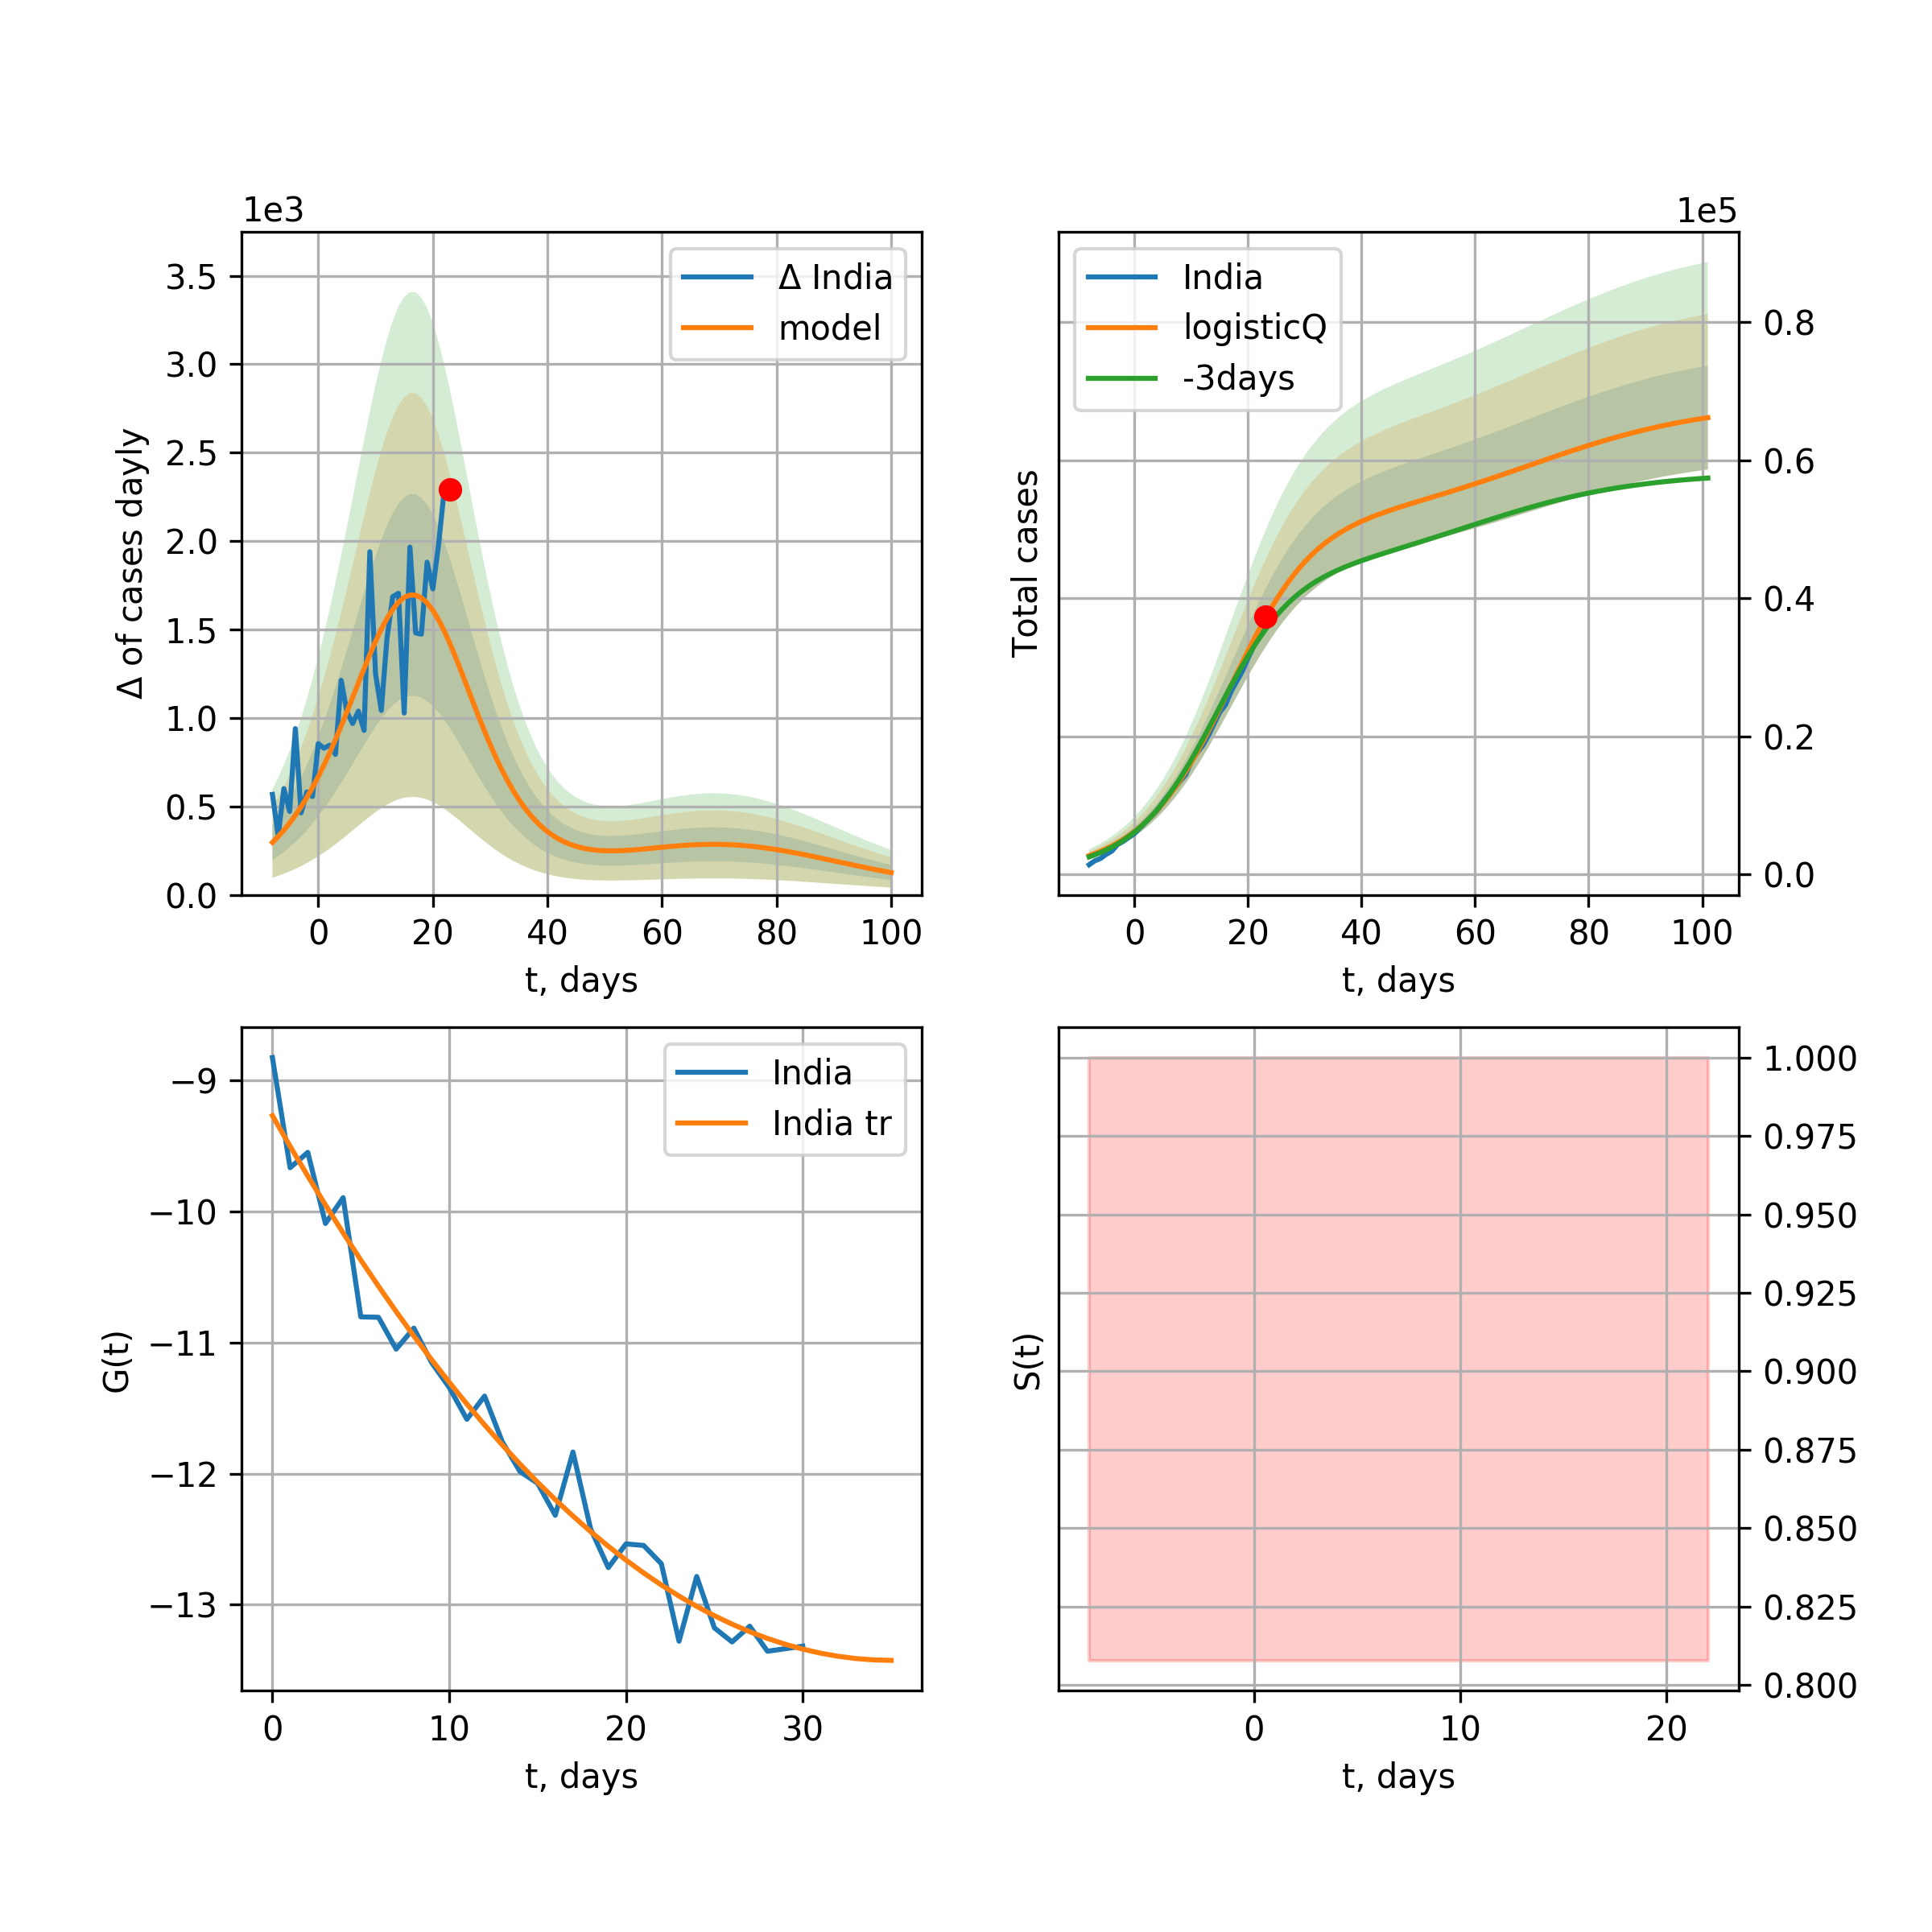 1e3
3.5
3.0
2.5
2.0
1.5
1.0
0.5
0.0
Δ of cases dayly
Δ India
model
0 20 40 60 80 100
t, days
1e5
India
logisticQ
-3days
Total cases
0.8
0.6
0.4
0.2
0.0
0 20 40 60 80 100
t, days
−9
−10
−11
−12
−13
G(t)
India
India tr
0 10 20 30
t, days
S(t)
1.000
0.975
0.950
0.925
0.900
0.875
0.850
0.825
0.800
0 10 20
t, days